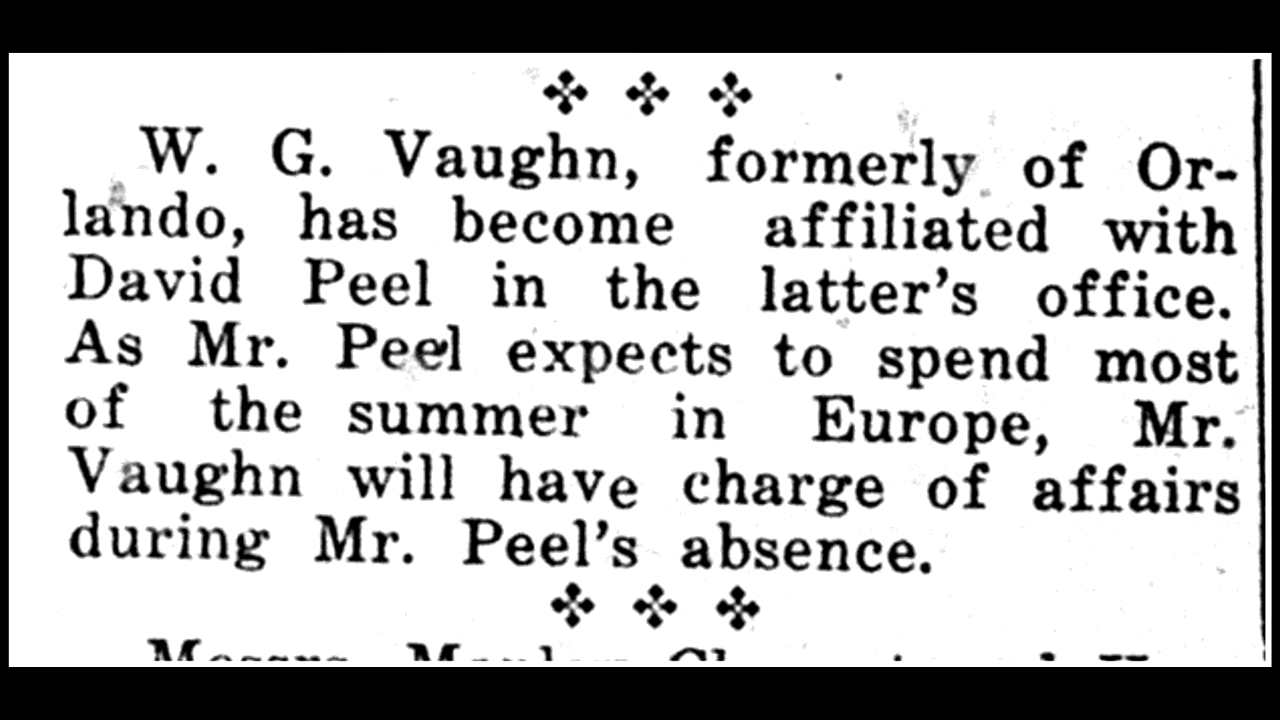 W. G. Vaughn, formerly of Or-
lando, has become affiliated with
David Peel in the latter's office.
As Mr. Peel expects to spend most
of the summer in Europe, Mr.
Vaughn will have charge of affairs
during Mr. Peel's absence.